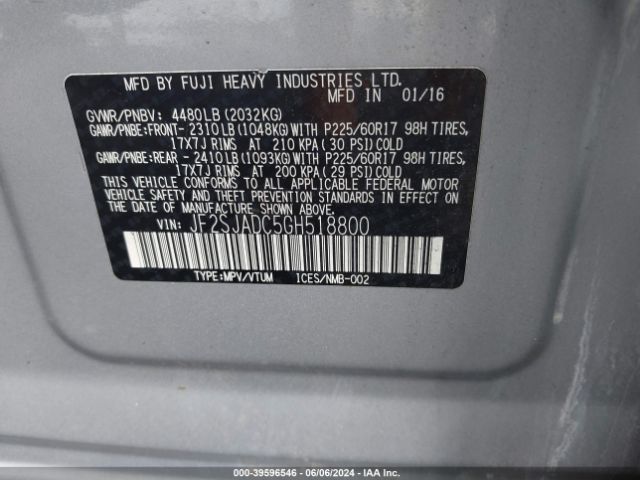 MFD BY FUJI HEAVY INDUSTRIES LTD.
MFD IN 01/16
GVWR/PNBV: 4480LB(2032KG)
GAWR/PNBE:FRONT- 2310LB(1048KG)WITH P225/60R17 98H TIRES,
17X7J RIMS AT 210 KPA( 30 PSI)COLD
GAWR/PNBE:REAR - 2410LB(1093KG)WITH P225/60R17 98H TIRES,
17X7J RIMS AT 200 KPA( 29 PSI)COLD
THIS VEHICLE CONFORMS TO ALL APPLICABLE FEDERAL MOTOR
VEHICLE SAFETY AND THEFT PREVENTION STANDARDS IN EFFECT ON
THE DATE OF MANUFACTURE SHOWN ABOVE.
VIN: JF2SJADC5GH518800
TYPE:MPV/VTUM ICES/NMB-002
000-39596546 - 06/06/2024 - IAA Inc.